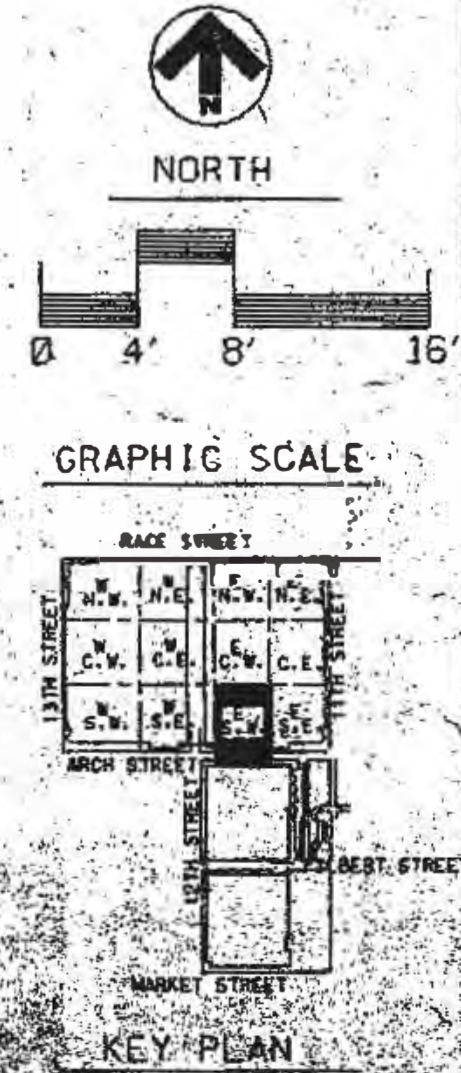 N
NORTH
0 4' 8' 16'
GRAPHIC SCALE
RACE STREET
W N.W. W N.E. E N.W. E N.E.
13TH STREET
11TH STREET
W C.W. W C.E. E C.W. E C.E.
W S.W. W S.E. E S.W. E S.E.
ARCH STREET
12TH STREET
MARKET STREET
KEY PLAN